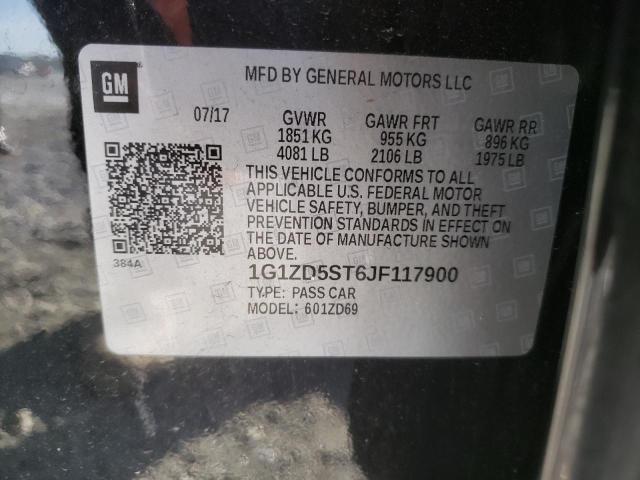 GM
MFD BY GENERAL MOTORS LLC
07/17 GVWR GAWR FRT GAWR RR
1851 KG 955 KG 896 KG
4081 LB 2106 LB 1975 LB
THIS VEHICLE CONFORMS TO ALL
APPLICABLE U.S. FEDERAL MOTOR
VEHICLE SAFETY, BUMPER, AND THEFT
PREVENTION STANDARDS IN EFFECT ON
THE DATE OF MANUFACTURE SHOWN
ABOVE.
384A
1G1ZD5ST6JF117900
TYPE: PASS CAR
MODEL: 601ZD69